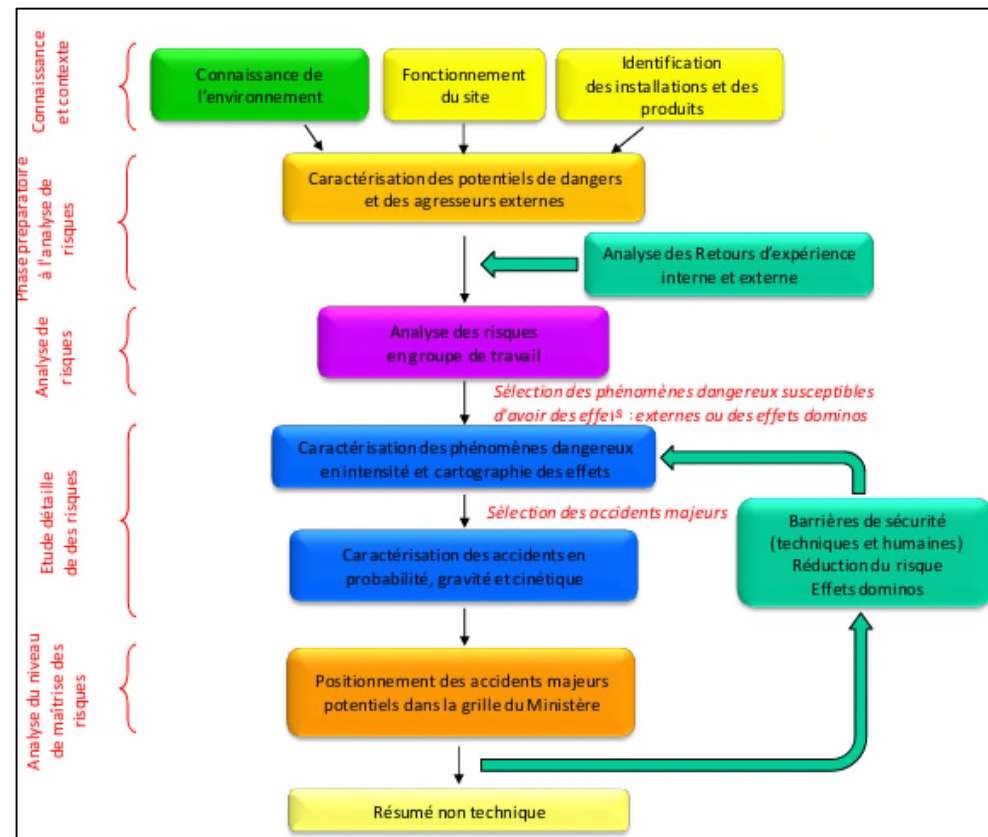 Connaissance
et contexte
Connaissance de
l'environnement
Fonctionnement
du site
Identification
des installations et des
produits
Phase préparatoire
à l'analyse de
risques
Caractérisation des potentiels de dangers
et des agresseurs externes
Analyse des Retours d'expérience
interne et externe
Analyse de
risques
Analyse des risques
en groupe de travail
Sélection des phénomènes dangereux susceptibles
d'avoir des effets : externes ou des effets dominos
Etude détaille
de des risques
Caractérisation des phénomènes dangereux
en intensité et cartographie des effets
Sélection des accidents majeurs
Caractérisation des accidents en
probabilité, gravité et cinétique
Barrières de sécurité
(techniques et humaines)
Réduction du risque
Effets dominos
Analyse du niveau
de maîtrise des
risques
Positionnement des accidents majeurs
potentiels dans la grille du Ministère
Résumé non technique